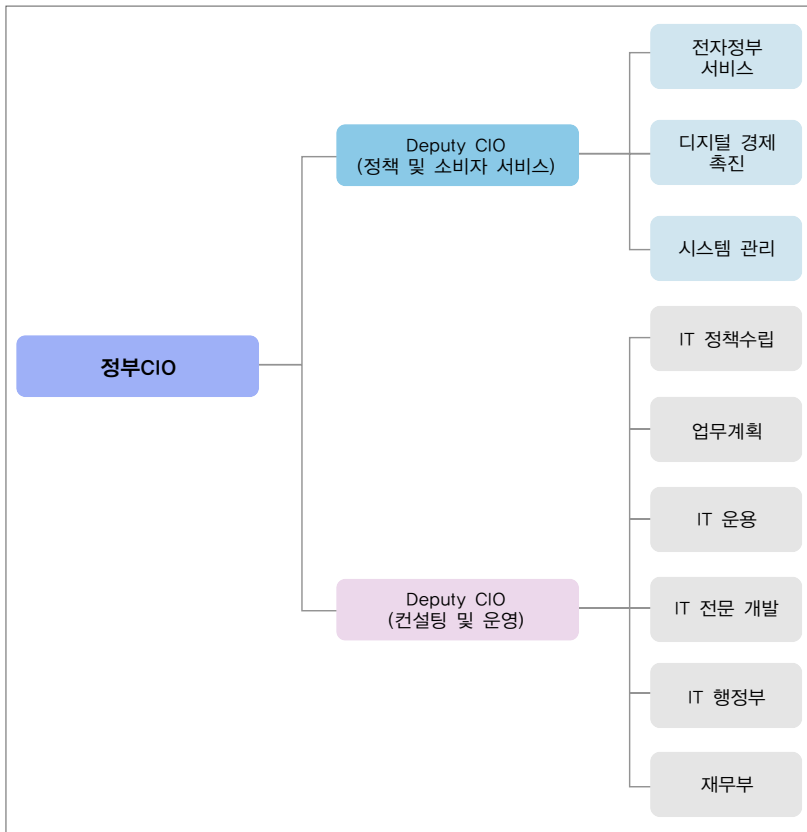 전자정부
서비스
Deputy CIO
(정책 및 소비자 서비스)
디지털 경제
촉진
시스템 관리
정부CIO
IT 정책수립
업무계획
IT 운용
Deputy CIO
(컨설팅 및 운영)
IT 전문 개발
IT 행정부
재무부